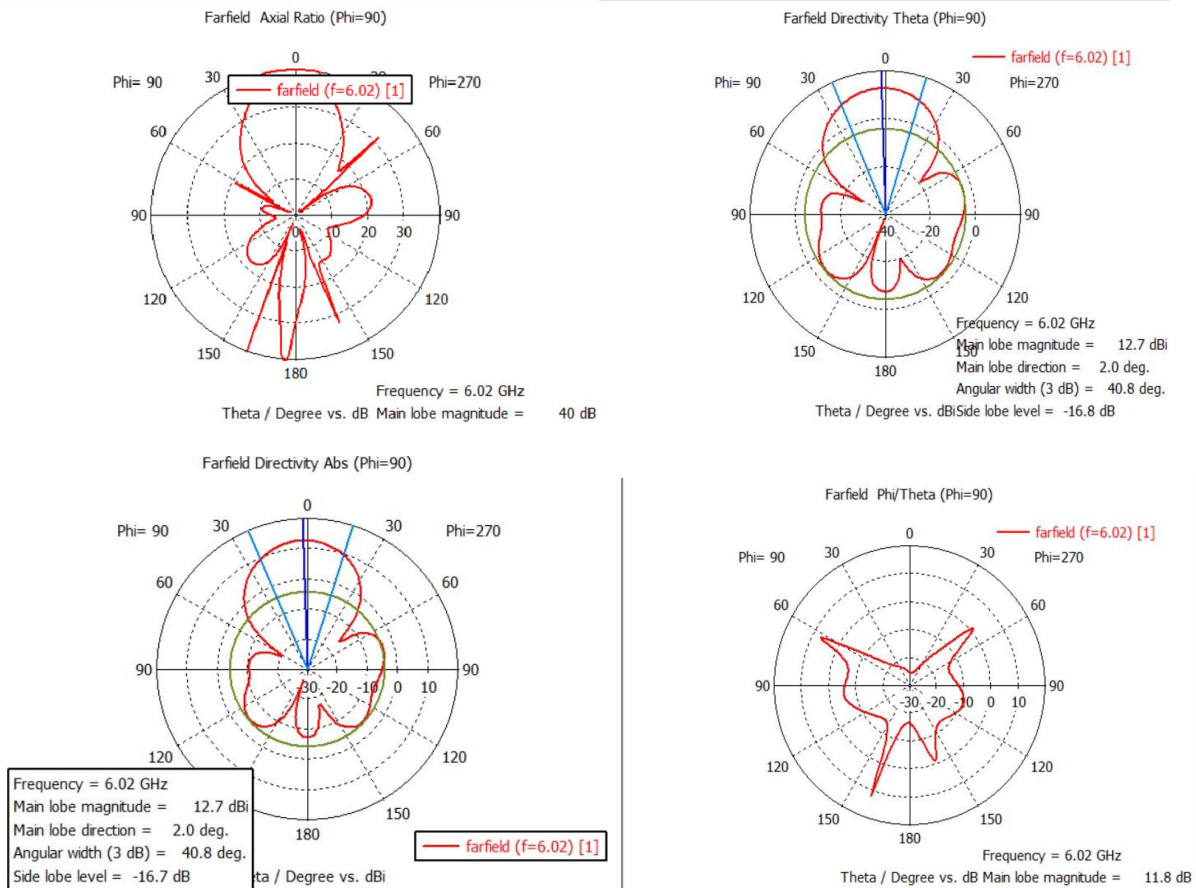 Farfield Axial Ratio (Phi=90)
0
Phi= 90
30
30
Phi=270
farfield (f=6.02) [1]
60
60
90
0
10
20
30
90
120
120
150
150
180
Frequency = 6.02 GHz
Theta / Degree vs. dB
Main lobe magnitude = 40 dB
Farfield Directivity Theta (Phi=90)
farfield (f=6.02) [1]
0
Phi= 90
30
30
Phi=270
60
60
90
-40
0
90
120
120
150
150
180
Frequency = 6.02 GHz
Main lobe magnitude = 12.7 dBi
Main lobe direction = 2.0 deg.
Angular width (3 dB) = 40.8 deg.
Theta / Degree vs. dBi
Side lobe level = -16.8 dB
Farfield Directivity Abs (Phi=90)
0
Phi= 90
30
30
Phi=270
60
60
90
-30
-20
-10
0
10
90
120
120
150
180
Frequency = 6.02 GHz
Main lobe magnitude = 12.7 dBi
Main lobe direction = 2.0 deg.
Angular width (3 dB) = 40.8 deg.
Side lobe level = -16.7 dB
eta / Degree vs. dBi
farfield (f=6.02) [1]
Farfield Phi/Theta (Phi=90)
farfield (f=6.02) [1]
0
Phi= 90
30
30
Phi=270
60
60
90
-30
-20
-10
0
10
90
120
120
150
150
180
Frequency = 6.02 GHz
Theta / Degree vs. dB
Main lobe magnitude = 11.8 dB